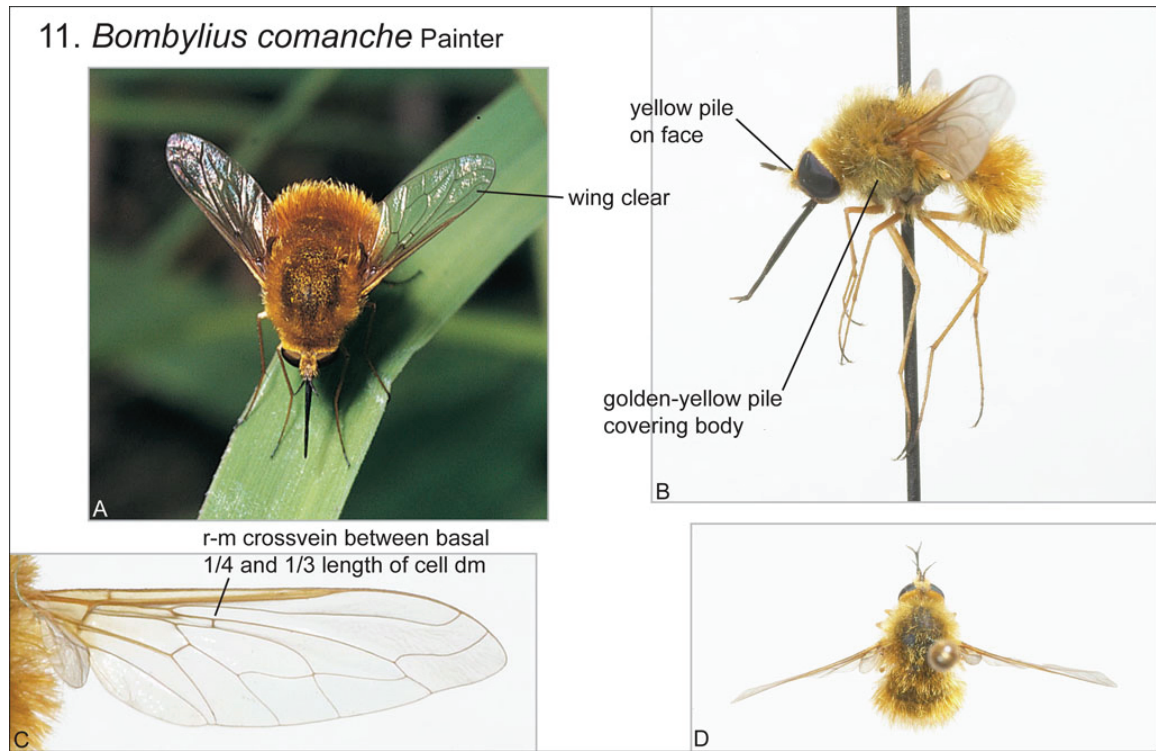 11. Bombylius comanche Painter
yellow pile
on face
wing clear
golden-yellow pile
covering body
A
B
r-m crossvein between basal
1/4 and 1/3 length of cell dm
C
D